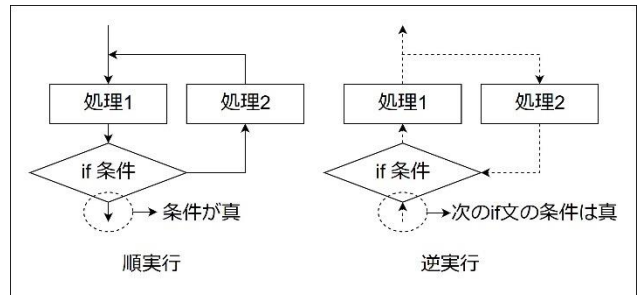 処理1
処理2
if 条件
条件が真
順実行
処理1
処理2
if 条件
次のif文の条件は真
逆実行